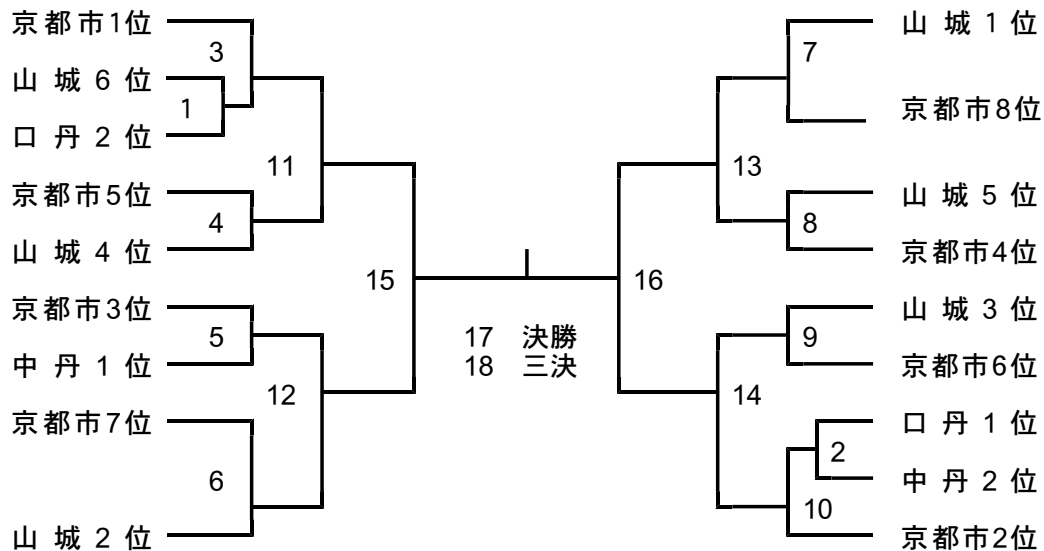 京都市1位
3
山城6位
1
口丹2位
11
京都市5位
4
山城4位
15
京都市3位
5
中丹1位
12
京都市7位
6
山城2位
17 決勝
18 三決
山城1位
7
京都市8位
13
山城5位
8
京都市4位
16
山城3位
9
京都市6位
14
口丹1位
2
中丹2位
10
京都市2位